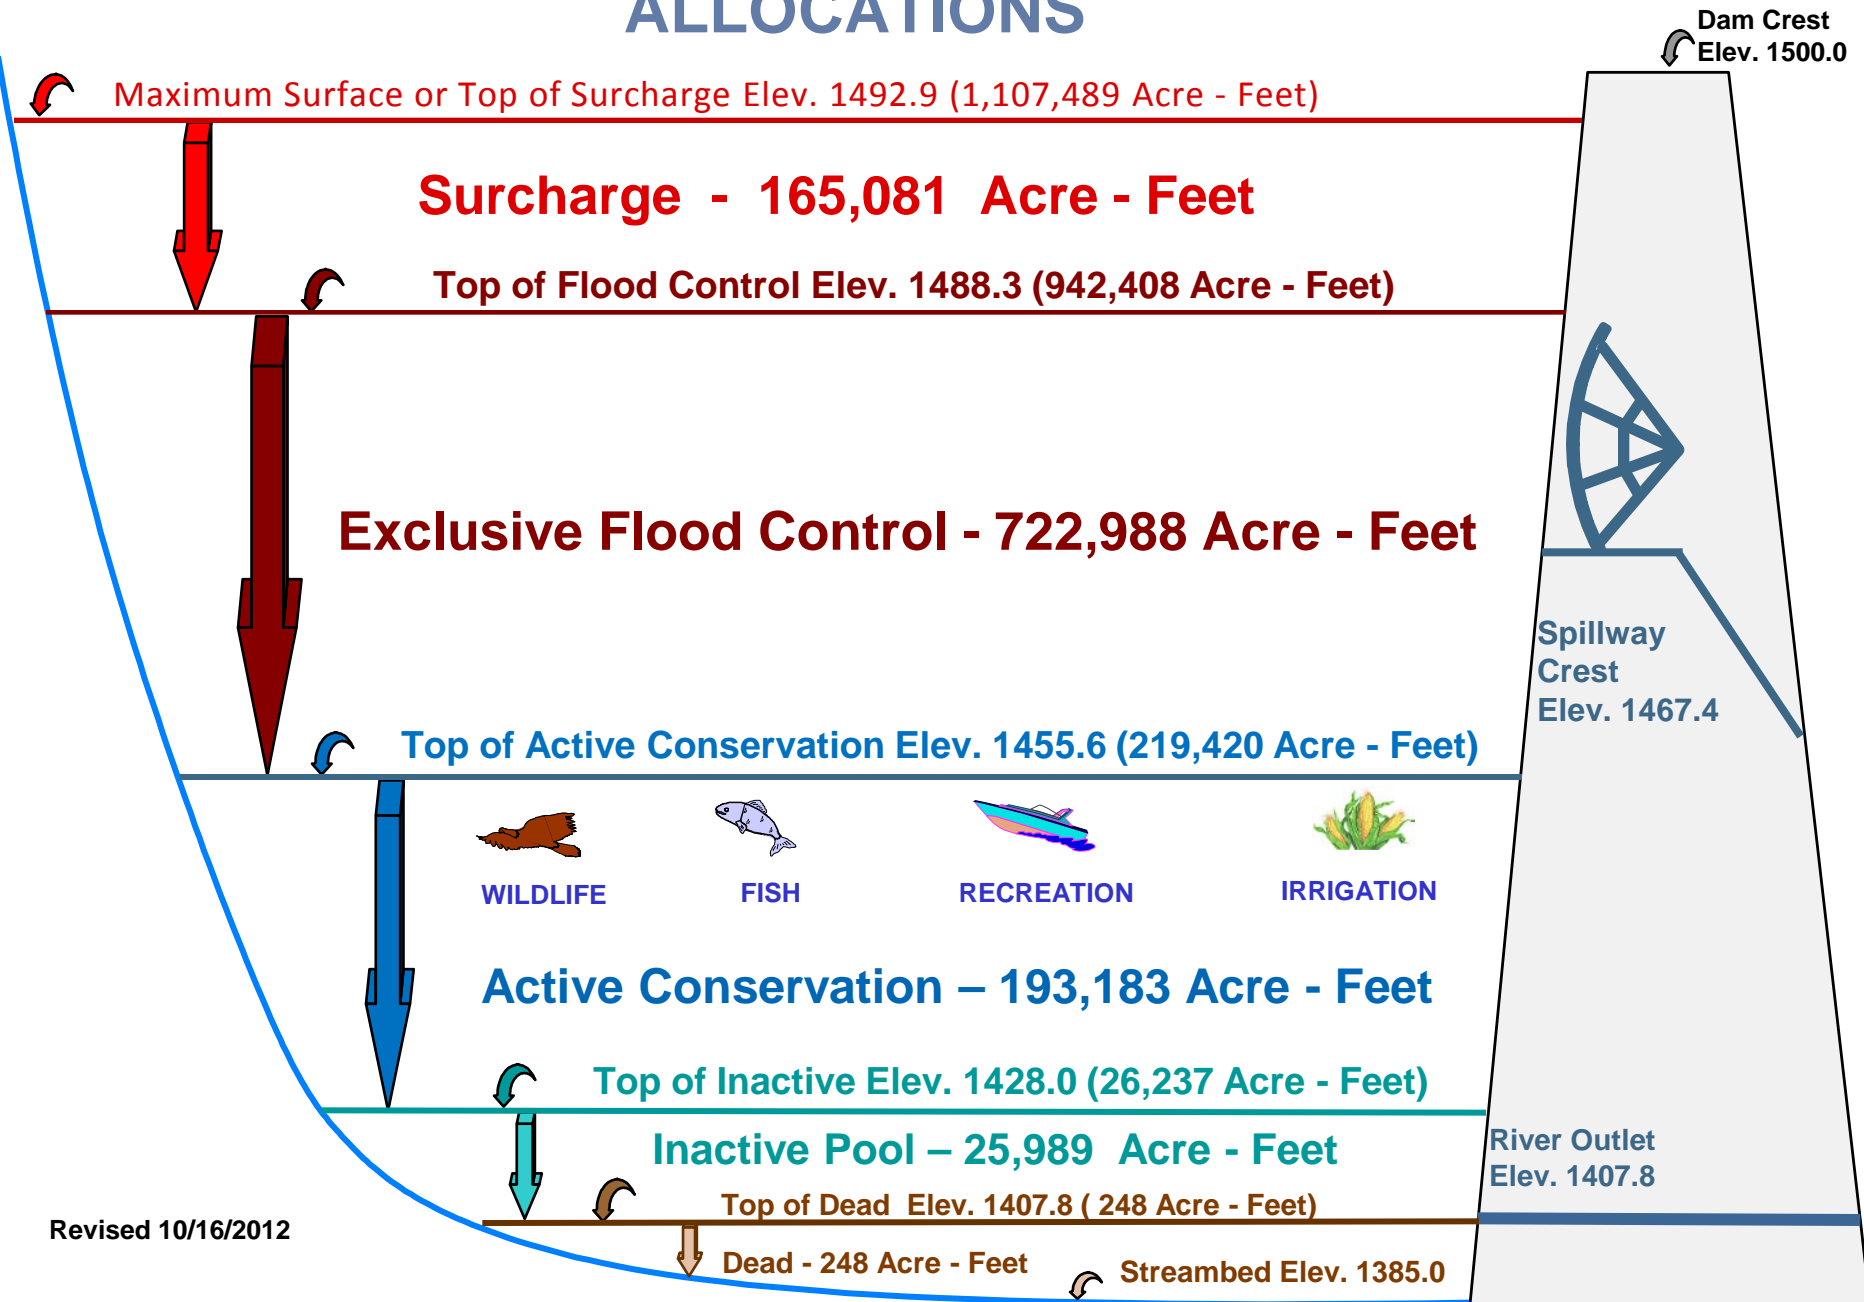 ALLOCATIONS
Dam Crest
Elev. 1500.0
Maximum Surface or Top of Surcharge Elev. 1492.9 (1,107,489 Acre - Feet)
Surcharge - 165,081 Acre - Feet
Top of Flood Control Elev. 1488.3 (942,408 Acre - Feet)
Exclusive Flood Control - 722,988 Acre - Feet
Spillway
Crest
Elev. 1467.4
Top of Active Conservation Elev. 1455.6 (219,420 Acre - Feet)
WILDLIFE
FISH
RECREATION
IRRIGATION
Active Conservation – 193,183 Acre - Feet
Top of Inactive Elev. 1428.0 (26,237 Acre - Feet)
Inactive Pool – 25,989 Acre - Feet
River Outlet
Elev. 1407.8
Top of Dead Elev. 1407.8 ( 248 Acre - Feet)
Revised 10/16/2012
Dead - 248 Acre - Feet
Streambed Elev. 1385.0